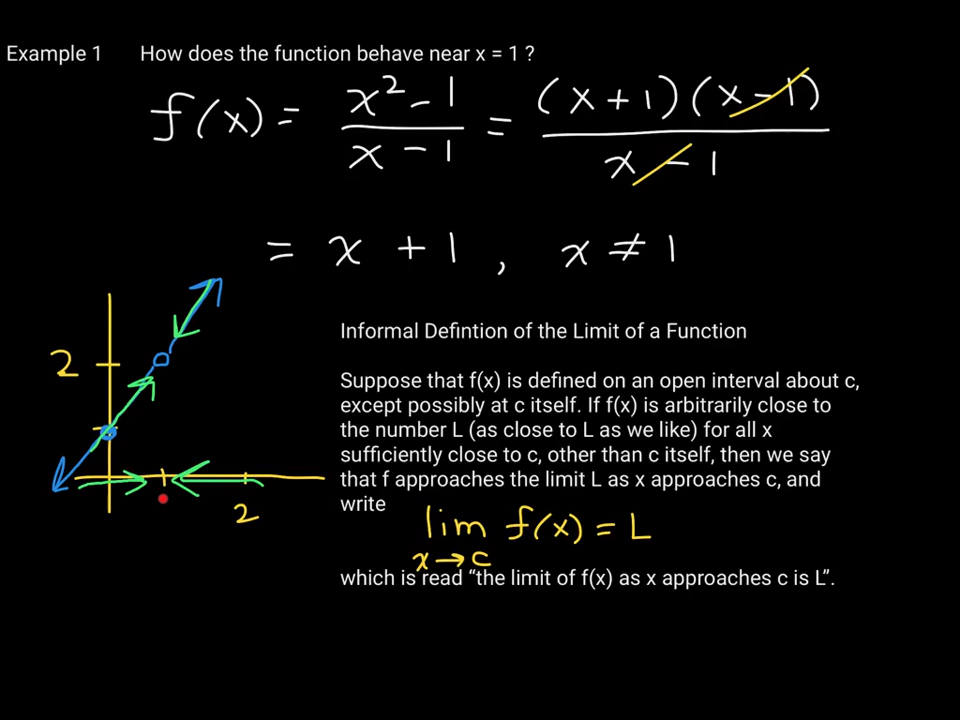 Example 1 How does the function behave near x = 1 ?
f(x) = x² - 1 / x - 1 = (x + 1)(x - 1) / x - 1
= x + 1 , x ≠ 1
Informal Defintion of the Limit of a Function
2
Suppose that f(x) is defined on an open interval about c,
except possibly at c itself. If f(x) is arbitrarily close to
the number L (as close to L as we like) for all x
sufficiently close to c, other than c itself, then we say
that f approaches the limit L as x approaches c, and
write
2
lim f(x) = L
x→c
which is read “the limit of f(x) as x approaches c is L”.